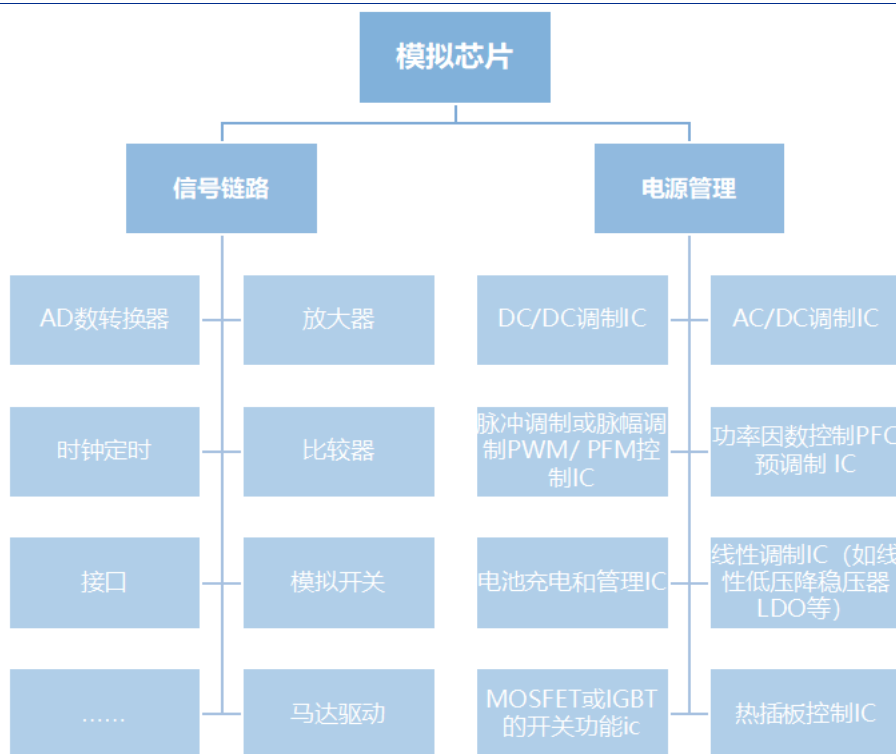 模拟芯片
信号链路
电源管理
AD数转换器
放大器
DC/DC调制IC
AC/DC调制IC
时钟定时
比较器
脉冲调制或脉幅调
制PWM/ PFM控
制IC
功率因数控制PFC
预调制 IC
接口
模拟开关
电池充电和管理IC
线性调制IC（如线
性低压降稳压器
LDO等）
……
马达驱动
MOSFET或IGBT
的开关功能ic
热插板控制IC